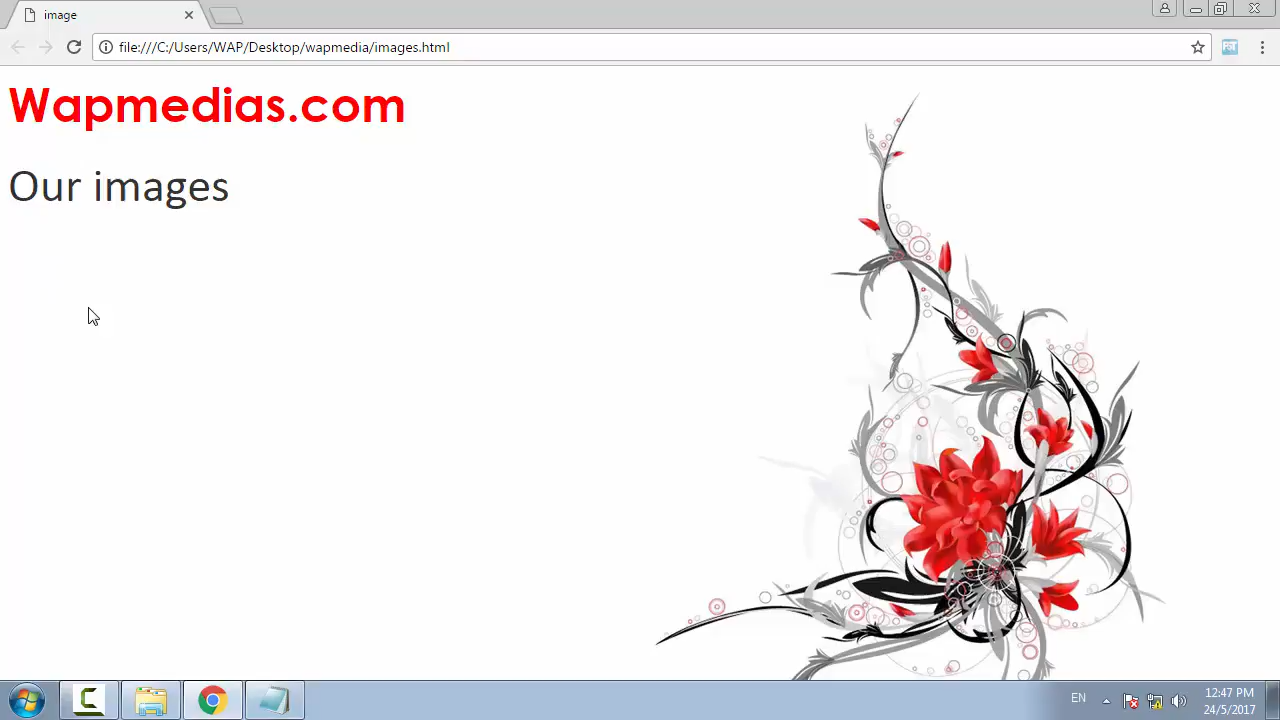 image
file:///C:/Users/WAP/Desktop/wapmedia/images.html
Wapmedias.com
Our images
EN
12:47 PM
24/5/2017